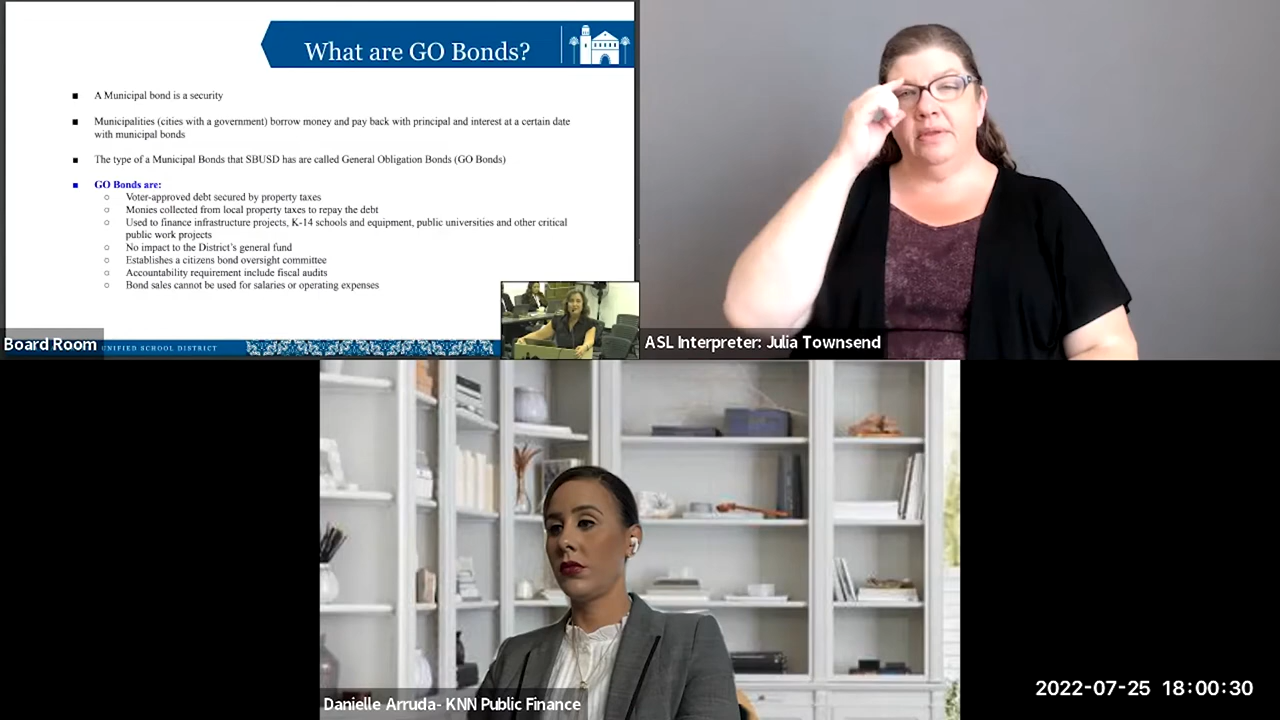 What are GO Bonds?
■ A Municipal bond is a security
■ Municipalities (cities with a government) borrow money and pay back with principal and interest at a certain date
with municipal bonds
■ The type of a Municipal Bonds that SBUSD has are called General Obligation Bonds (GO Bonds)
■ GO Bonds are:
○ Voter-approved debt secured by property taxes
○ Monies collected from local property taxes to repay the debt
○ Used to finance infrastructure projects, K-14 schools and equipment, public universities and other critical
public work projects
○ No impact to the District's general fund
○ Establishes a citizens bond oversight committee
○ Accountability requirement include fiscal audits
○ Bond sales cannot be used for salaries or operating expenses
Board Room
UNIFIED SCHOOL DISTRICT
ASL Interpreter: Julia Townsend
Danielle Arruda- KNN Public Finance
2022-07-25 18:00:30